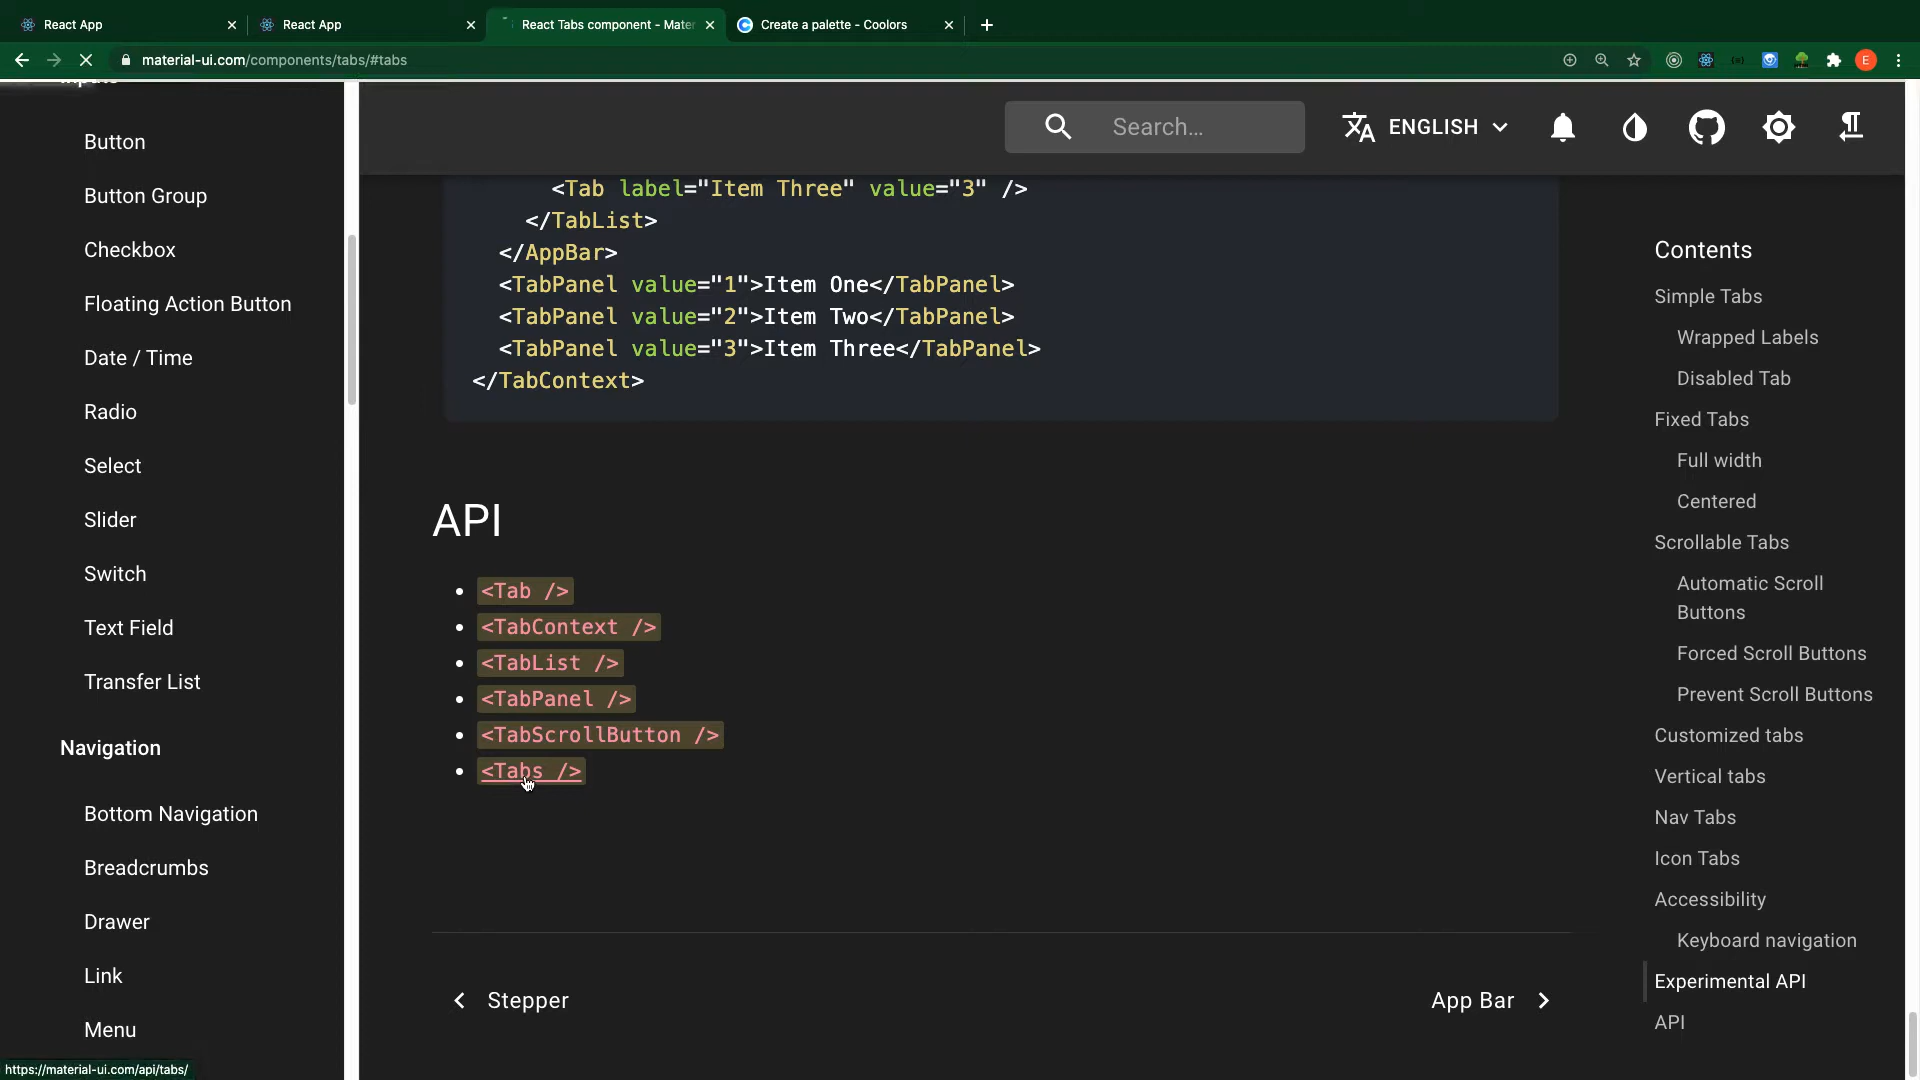 React App
React App
React Tabs component - Mater
Create a palette - Coolors
material-ui.com/components/tabs/#tabs
E
Button
Button Group
Checkbox
Floating Action Button
Date / Time
Radio
Select
Slider
Switch
Text Field
Transfer List
Navigation
Bottom Navigation
Breadcrumbs
Drawer
Link
Menu
https://material-ui.com/api/tabs/
Search…
ENGLISH
<Tab label="Item Three" value="3" />
</TabList>
</AppBar>
<TabPanel value="1">Item One</TabPanel>
<TabPanel value="2">Item Two</TabPanel>
<TabPanel value="3">Item Three</TabPanel>
</TabContext>
API
<Tab />
<TabContext />
<TabList />
<TabPanel />
<TabScrollButton />
<Tabs />
Stepper
App Bar
Contents
Simple Tabs
Wrapped Labels
Disabled Tab
Fixed Tabs
Full width
Centered
Scrollable Tabs
Automatic Scroll
Buttons
Forced Scroll Buttons
Prevent Scroll Buttons
Customized tabs
Vertical tabs
Nav Tabs
Icon Tabs
Accessibility
Keyboard navigation
Experimental API
API